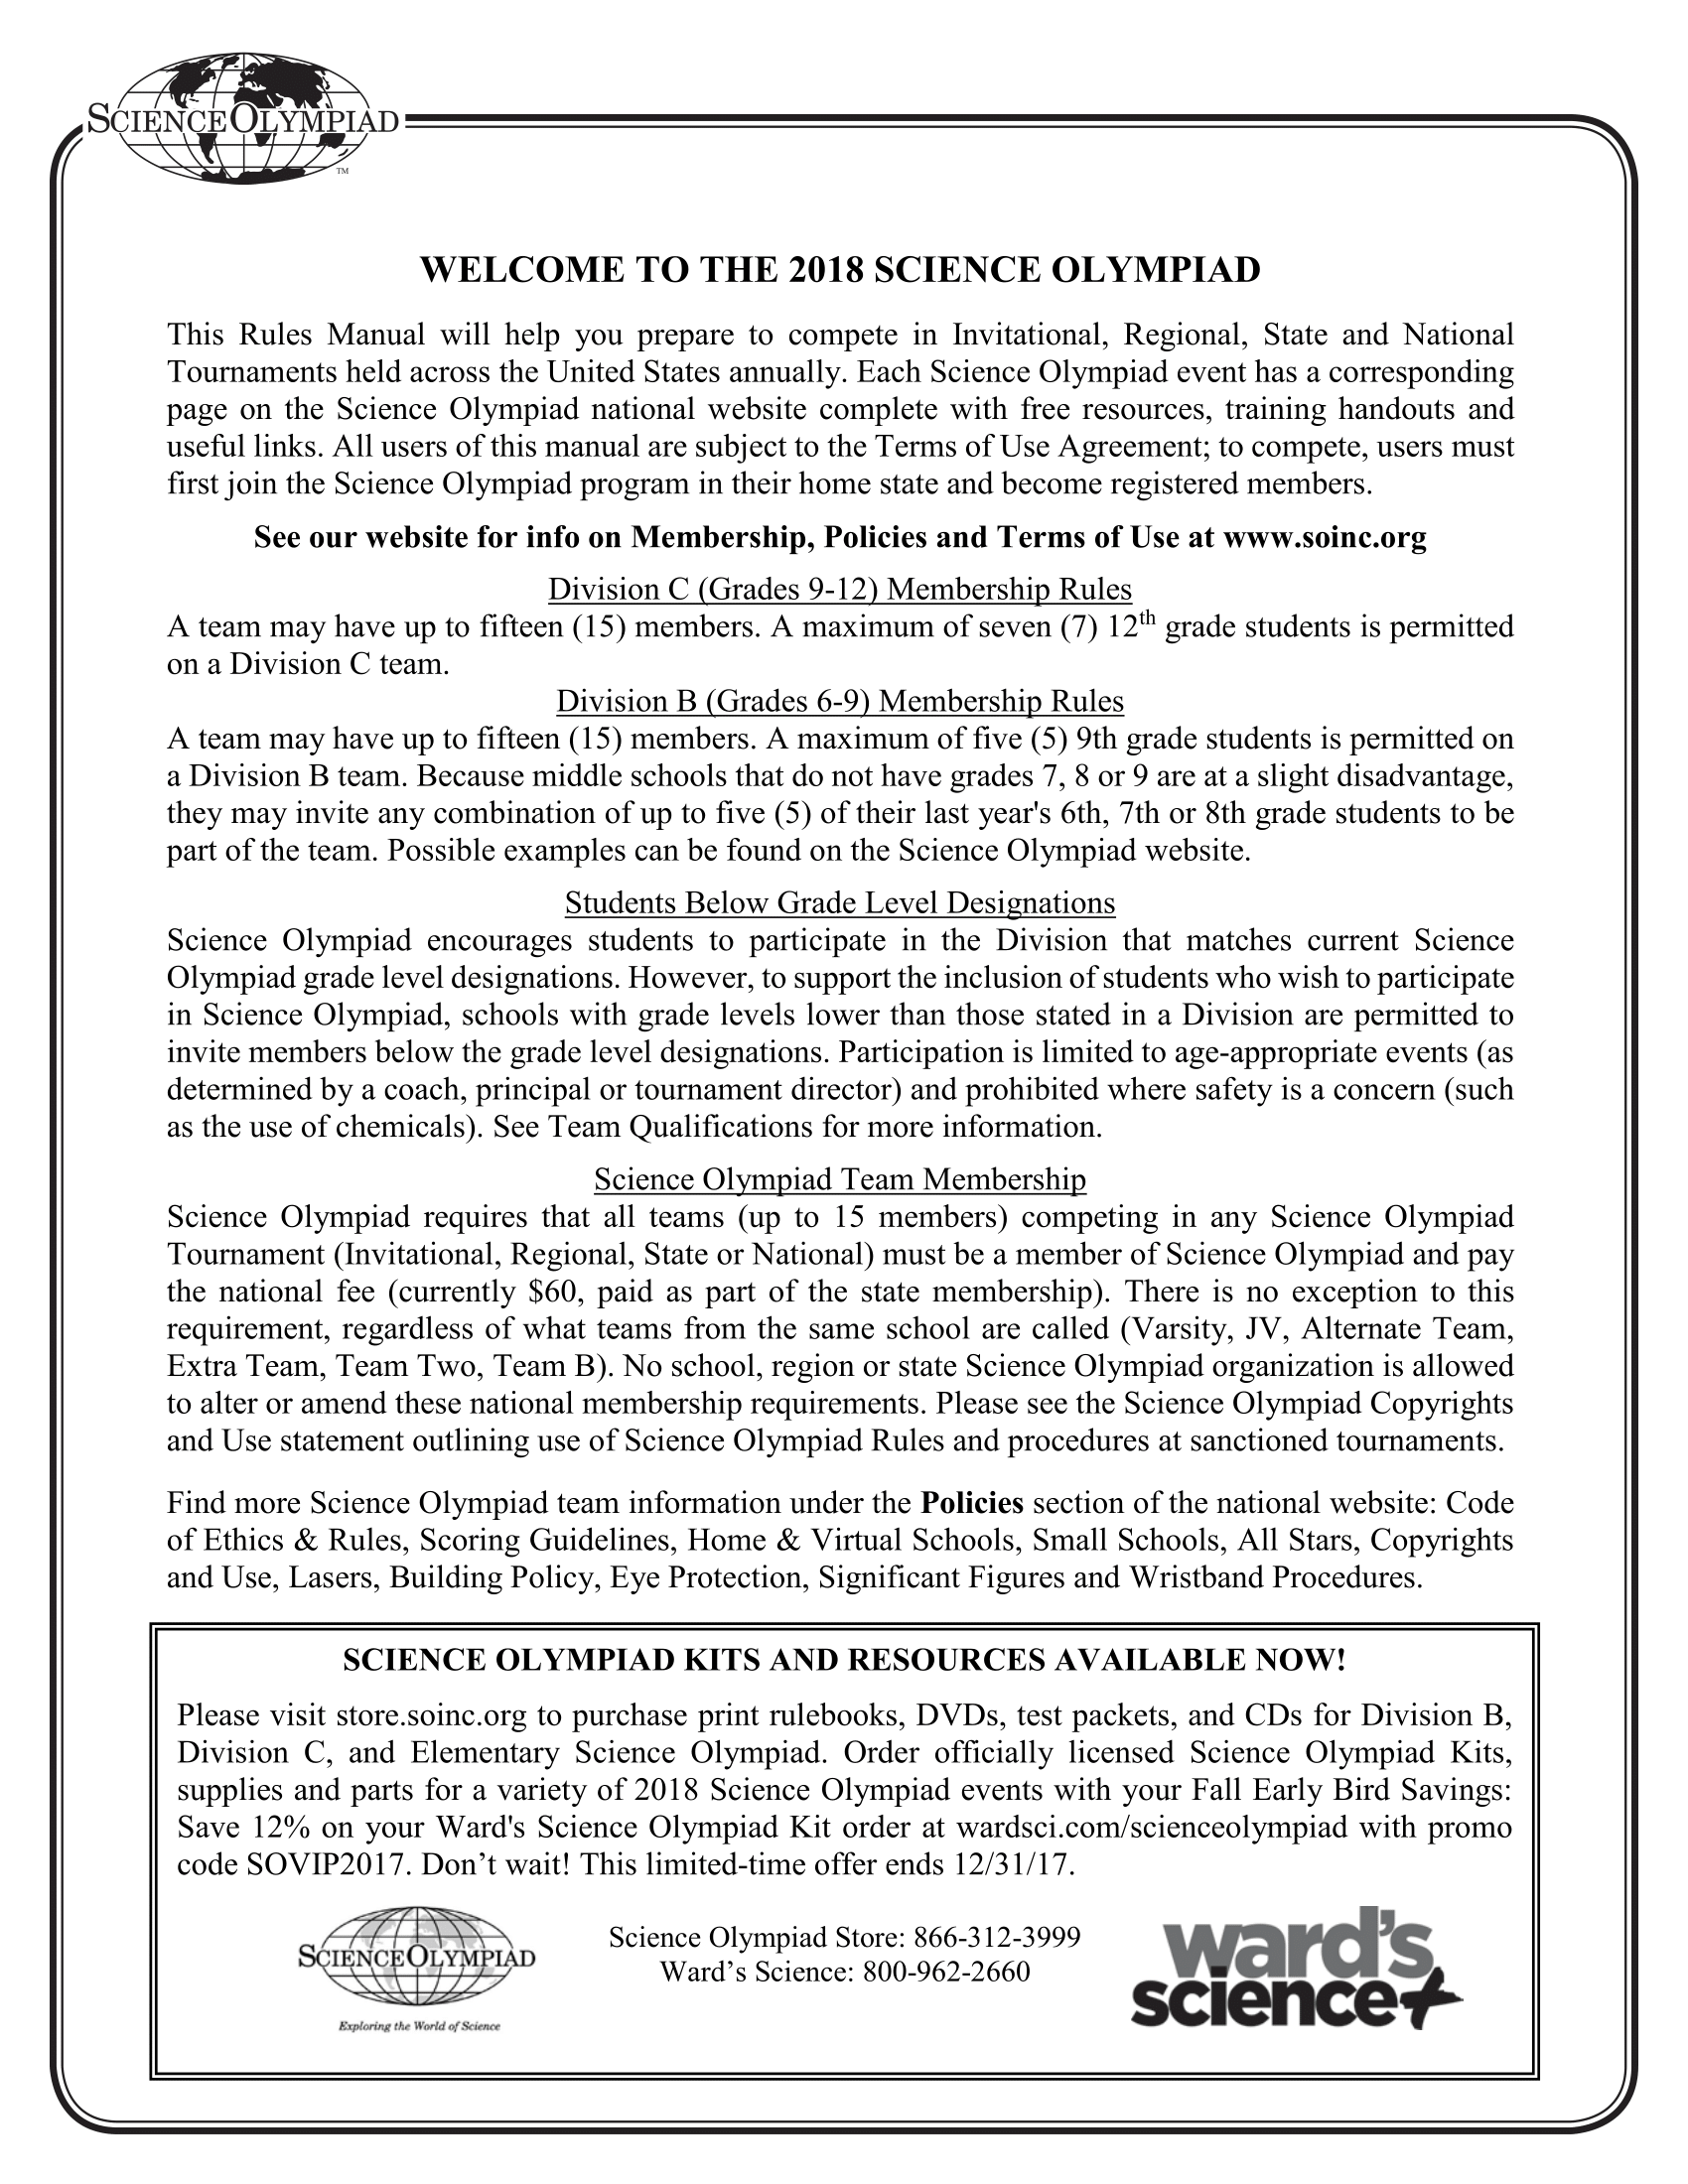 SCIENCE OLYMPIAD
TM
WELCOME TO THE 2018 SCIENCE OLYMPIAD
This Rules Manual will help you prepare to compete in Invitational, Regional, State and National
Tournaments held across the United States annually. Each Science Olympiad event has a corresponding
page on the Science Olympiad national website complete with free resources, training handouts and
useful links. All users of this manual are subject to the Terms of Use Agreement; to compete, users must
first join the Science Olympiad program in their home state and become registered members.
See our website for info on Membership, Policies and Terms of Use at www.soinc.org
Division C (Grades 9-12) Membership Rules
A team may have up to fifteen (15) members. A maximum of seven (7) 12th grade students is permitted
on a Division C team.
Division B (Grades 6-9) Membership Rules
A team may have up to fifteen (15) members. A maximum of five (5) 9th grade students is permitted on
a Division B team. Because middle schools that do not have grades 7, 8 or 9 are at a slight disadvantage,
they may invite any combination of up to five (5) of their last year's 6th, 7th or 8th grade students to be
part of the team. Possible examples can be found on the Science Olympiad website.
Students Below Grade Level Designations
Science Olympiad encourages students to participate in the Division that matches current Science
Olympiad grade level designations. However, to support the inclusion of students who wish to participate
in Science Olympiad, schools with grade levels lower than those stated in a Division are permitted to
invite members below the grade level designations. Participation is limited to age-appropriate events (as
determined by a coach, principal or tournament director) and prohibited where safety is a concern (such
as the use of chemicals). See Team Qualifications for more information.
Science Olympiad Team Membership
Science Olympiad requires that all teams (up to 15 members) competing in any Science Olympiad
Tournament (Invitational, Regional, State or National) must be a member of Science Olympiad and pay
the national fee (currently $60, paid as part of the state membership). There is no exception to this
requirement, regardless of what teams from the same school are called (Varsity, JV, Alternate Team,
Extra Team, Team Two, Team B). No school, region or state Science Olympiad organization is allowed
to alter or amend these national membership requirements. Please see the Science Olympiad Copyrights
and Use statement outlining use of Science Olympiad Rules and procedures at sanctioned tournaments.
Find more Science Olympiad team information under the Policies section of the national website: Code
of Ethics & Rules, Scoring Guidelines, Home & Virtual Schools, Small Schools, All Stars, Copyrights
and Use, Lasers, Building Policy, Eye Protection, Significant Figures and Wristband Procedures.
SCIENCE OLYMPIAD KITS AND RESOURCES AVAILABLE NOW!
Please visit store.soinc.org to purchase print rulebooks, DVDs, test packets, and CDs for Division B,
Division C, and Elementary Science Olympiad. Order officially licensed Science Olympiad Kits,
supplies and parts for a variety of 2018 Science Olympiad events with your Fall Early Bird Savings:
Save 12% on your Ward's Science Olympiad Kit order at wardsci.com/scienceolympiad with promo
code SOVIP2017. Don’t wait! This limited-time offer ends 12/31/17.
SCIENCE OLYMPIAD
Exploring the World of Science
Science Olympiad Store: 866-312-3999
Ward’s Science: 800-962-2660
ward's
science+